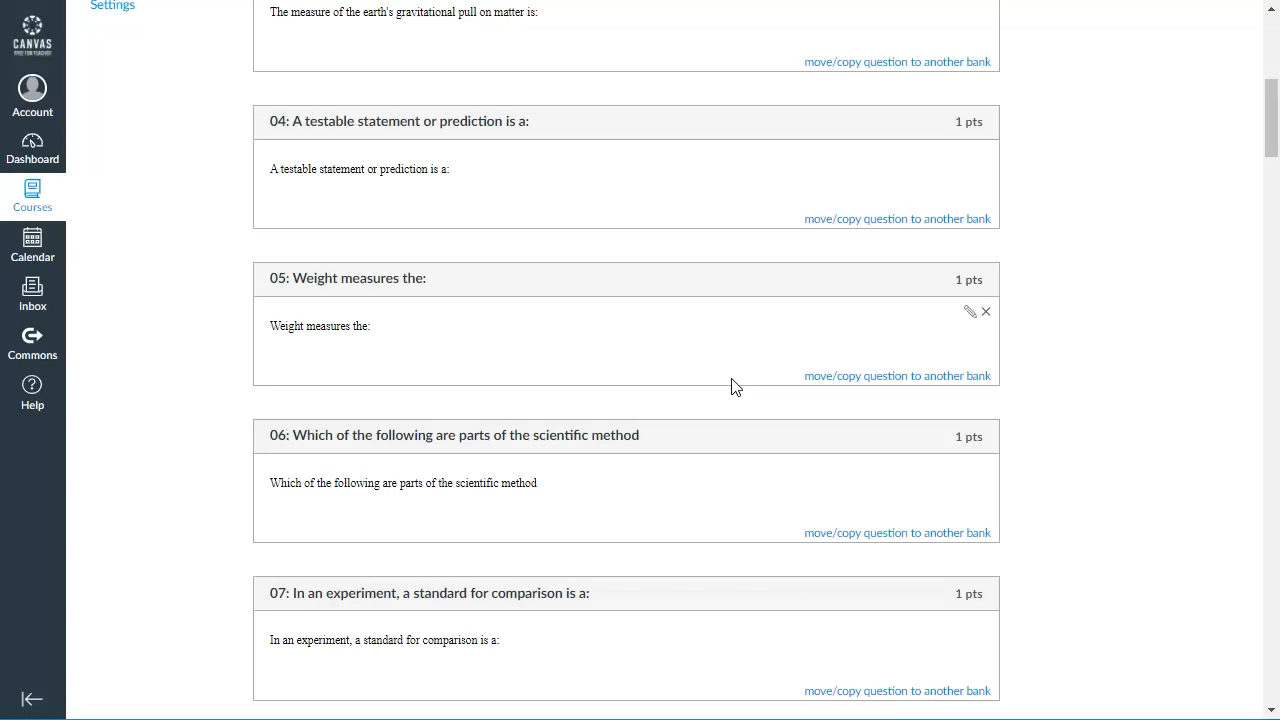 Settings
CANVAS
FREE FOR TEACHER
Account
Dashboard
Courses
Calendar
Inbox
Commons
Help
The measure of the earth's gravitational pull on matter is:
move/copy question to another bank
04: A testable statement or prediction is a:
1 pts
A testable statement or prediction is a:
move/copy question to another bank
05: Weight measures the:
1 pts
Weight measures the:
move/copy question to another bank
06: Which of the following are parts of the scientific method
1 pts
Which of the following are parts of the scientific method
move/copy question to another bank
07: In an experiment, a standard for comparison is a:
1 pts
In an experiment, a standard for comparison is a:
move/copy question to another bank